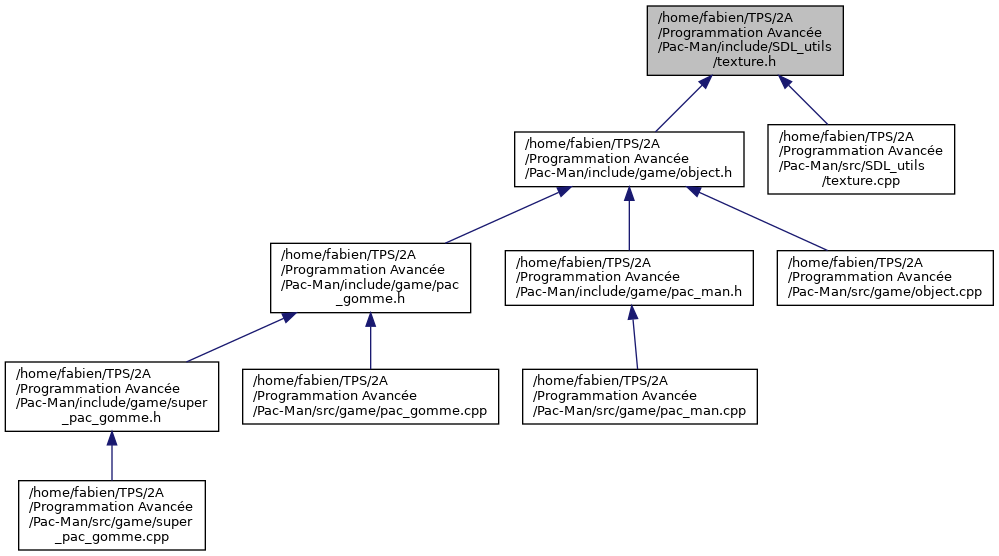 /home/fabien/TPS/2A
/Programmation Avancée
/Pac-Man/include/SDL_utils
/texture.h
/home/fabien/TPS/2A
/Programmation Avancée
/Pac-Man/include/game/object.h
/home/fabien/TPS/2A
/Programmation Avancée
/Pac-Man/src/SDL_utils
/texture.cpp
/home/fabien/TPS/2A
/Programmation Avancée
/Pac-Man/include/game/pac
_gomme.h
/home/fabien/TPS/2A
/Programmation Avancée
/Pac-Man/include/game/pac_man.h
/home/fabien/TPS/2A
/Programmation Avancée
/Pac-Man/src/game/object.cpp
/home/fabien/TPS/2A
/Programmation Avancée
/Pac-Man/include/game/super
_pac_gomme.h
/home/fabien/TPS/2A
/Programmation Avancée
/Pac-Man/src/game/pac_gomme.cpp
/home/fabien/TPS/2A
/Programmation Avancée
/Pac-Man/src/game/pac_man.cpp
/home/fabien/TPS/2A
/Programmation Avancée
/Pac-Man/src/game/super
_pac_gomme.cpp